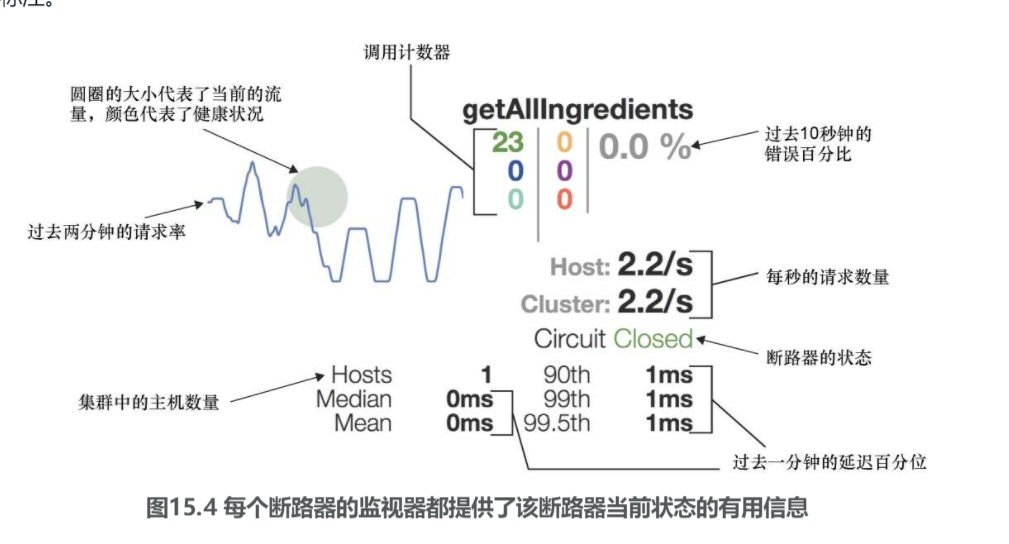 标注。
调用计数器
圆圈的大小代表了当前的流
量，颜色代表了健康状况
getAllIngredients
23 0 0.0 %
0 0
0 0
过去10秒钟的
错误百分比
过去两分钟的请求率
Host: 2.2/s
Cluster: 2.2/s
每秒的请求数量
Circuit Closed
断路器的状态
集群中的主机数量
Hosts 1 90th 1ms
Median 0ms 99th 1ms
Mean 0ms 99.5th 1ms
过去一分钟的延迟百分位
图15.4 每个断路器的监视器都提供了该断路器当前状态的有用信息